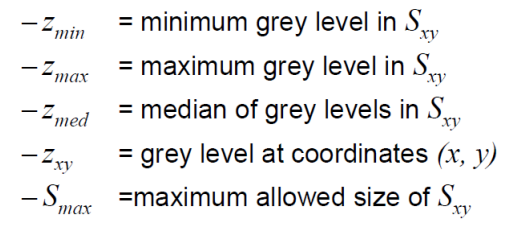 – z_min = minimum grey level in S_xy
– z_max = maximum grey level in S_xy
– z_med = median of grey levels in S_xy
– z_xy = grey level at coordinates (x, y)
– S_max =maximum allowed size of S_xy